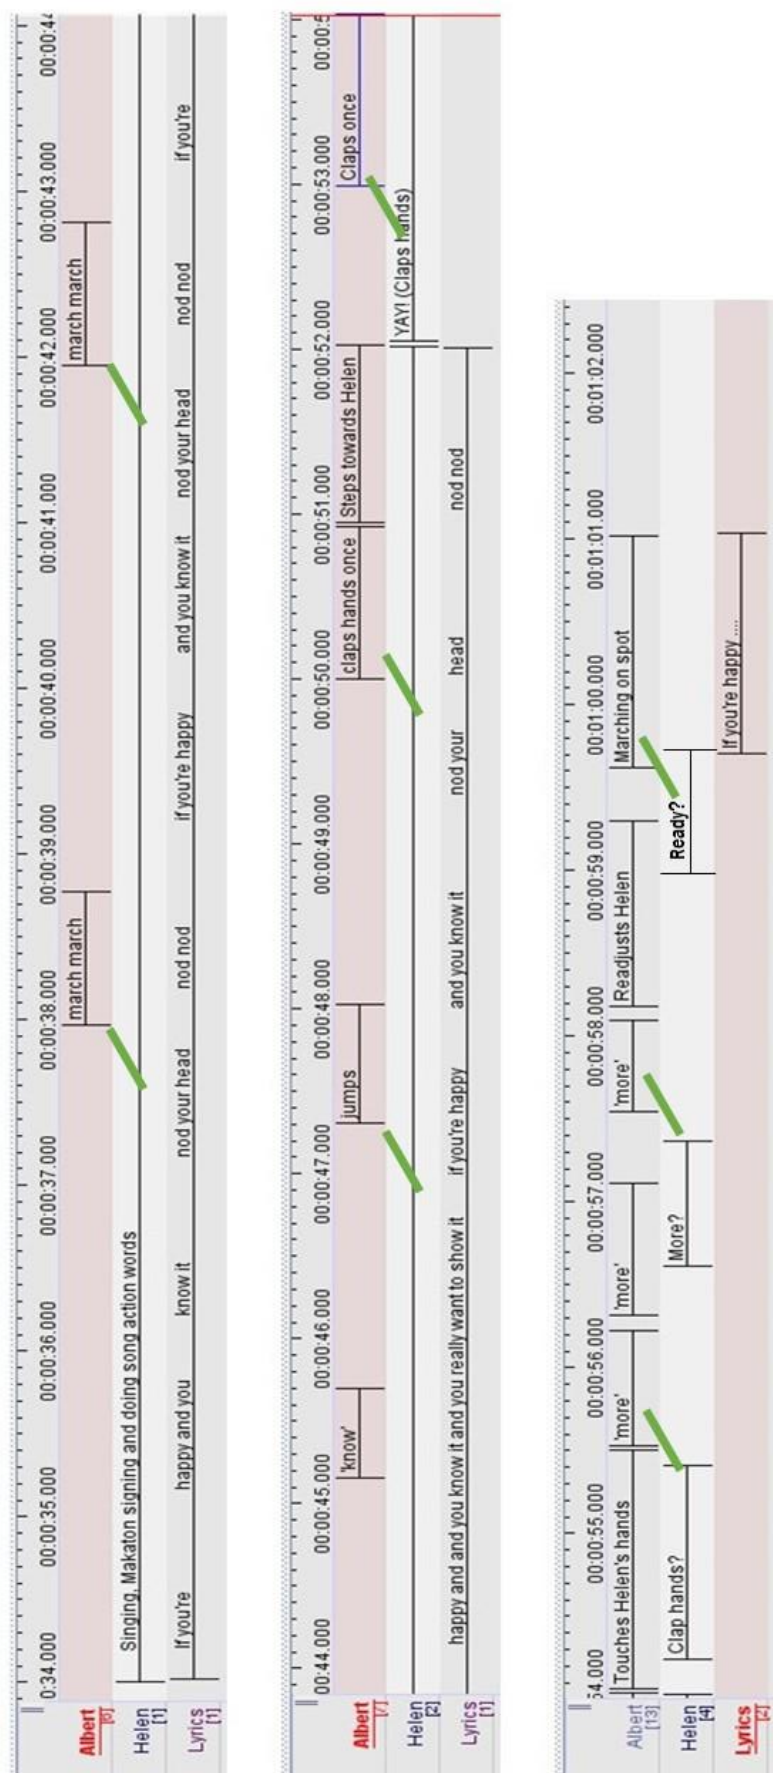 0:34.000 00:00:35.000 00:00:36.000 00:00:37.000 00:00:38.000 00:00:39.000 00:00:40.000 00:00:41.000 00:00:42.000 00:00:43.000 00:00:44
Albert [6] march march march march
Helen [1] Singing, Makaton signing and doing song action words
Lyrics [1] If you're happy and you know it nod your head nod nod if you're happy and you know it nod your head nod nod if you're
00:00:44.000 00:00:45.000 00:00:46.000 00:00:47.000 00:00:48.000 00:00:49.000 00:00:50.000 00:00:51.000 00:00:52.000 00:00:53.000 00:00:5
Albert [7] 'know' jumps claps hands once Steps towards Helen Claps once
Helen [2] YAY! (Claps hands)
Lyrics [1] happy and and you know it and you really want to show it if you're happy and you know it nod your head nod nod
54.000 00:00:55.000 00:00:56.000 00:00:57.000 00:00:58.000 00:00:59.000 00:01:00.000 00:01:01.000 00:01:02.000
Albert [13] Touches Helen's hands 'more' 'more' 'more' Readjusts Helen Marching on spot
Helen [4] Clap hands? More? Ready?
Lyrics [2] If you're happy ....